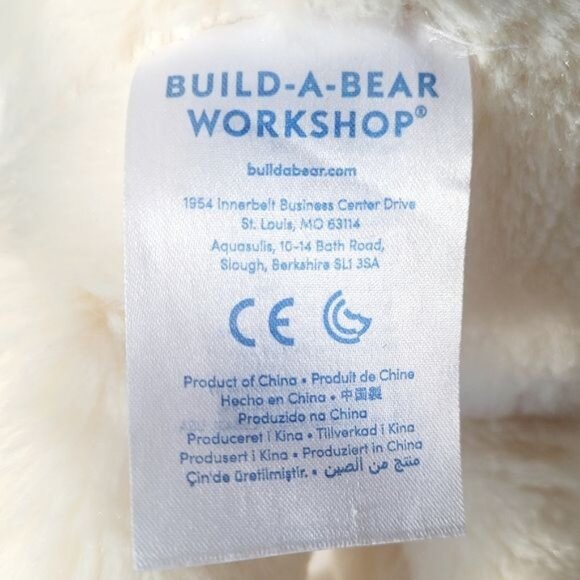 BUILD-A-BEAR
WORKSHOP®
buildabear.com
1954 Innerbelt Business Center Drive
St. Louis, MO 63114
Aquasulis, 10-14 Bath Road,
Slough, Berkshire SL1 3SA
CE
Product of China • Produit de Chine
Hecho en China • 中国製
Produzido na China
Produceret i Kina • Tillverkad i Kina
Produsert i Kina • Produziert in China
Çin'de üretilmiştir. • منتج من الصين